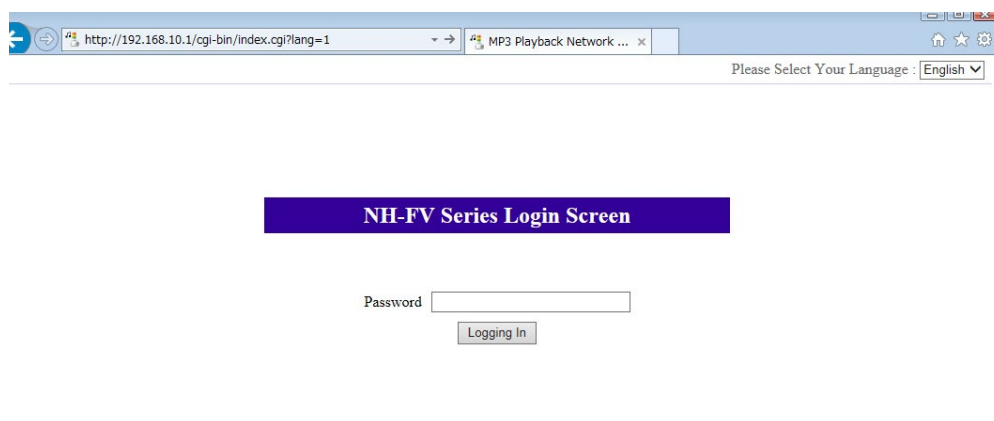 http://192.168.10.1/cgi-bin/index.cgi?lang=1
MP3 Playback Network ...
Please Select Your Language : English
NH-FV Series Login Screen
Password
Logging In